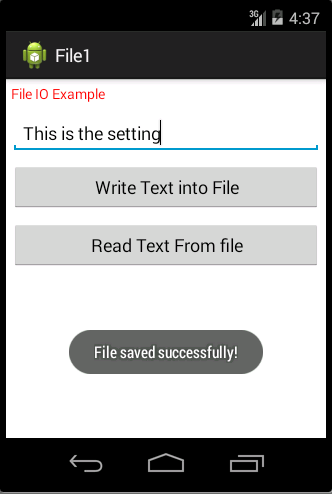 3G 4:37
File1
File IO Example
This is the setting
Write Text into File
Read Text From file
File saved successfully!